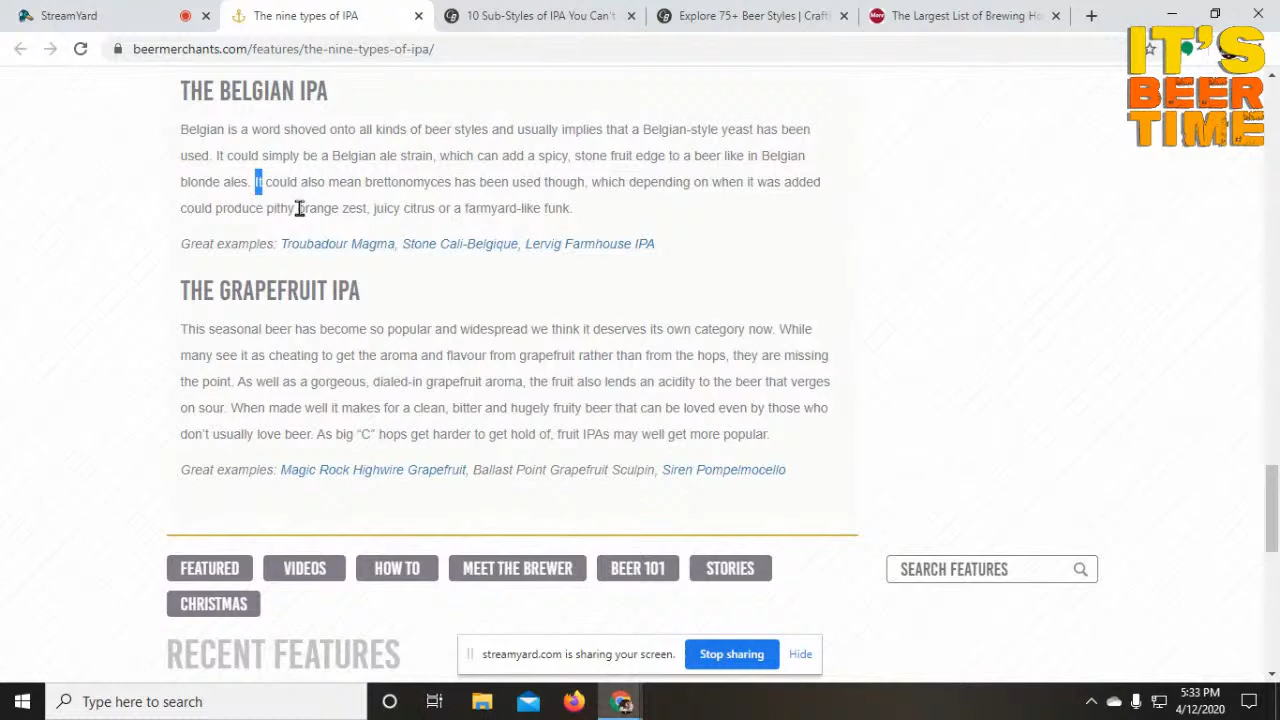 StreamYard
The nine types of IPA
10 Sub-Styles of IPA You Can't
Explore 75+ Beer Styles | Craft
More
The Largest List of Brewing Ho
beermerchants.com/features/the-nine-types-of-ipa/
IT'S
BEER
TIME
THE BELGIAN IPA
Belgian is a word shoved onto all kinds of beer styles and usually implies that a Belgian-style yeast has been
used. It could simply be a Belgian ale strain, which can add a spicy, stone fruit edge to a beer like in Belgian
blonde ales. It could also mean brettonomyces has been used though, which depending on when it was added
could produce pithy orange zest, juicy citrus or a farmyard-like funk.
Great examples: Troubadour Magma, Stone Cali-Belgique, Lervig Farmhouse IPA
THE GRAPEFRUIT IPA
This seasonal beer has become so popular and widespread we think it deserves its own category now. While
many see it as cheating to get the aroma and flavour from grapefruit rather than from the hops, they are missing
the point. As well as a gorgeous, dialed-in grapefruit aroma, the fruit also lends an acidity to the beer that verges
on sour. When made well it makes for a clean, bitter and hugely fruity beer that can be loved even by those who
don't usually love beer. As big “C” hops get harder to get hold of, fruit IPAs may well get more popular.
Great examples: Magic Rock Highwire Grapefruit, Ballast Point Grapefruit Sculpin, Siren Pompelmocello
FEATURED
VIDEOS
HOW TO
MEET THE BREWER
BEER 101
STORIES
SEARCH FEATURES
CHRISTMAS
RECENT FEATURES
streamyard.com is sharing your screen.
Stop sharing
Hide
Type here to search
5:33 PM
4/12/2020